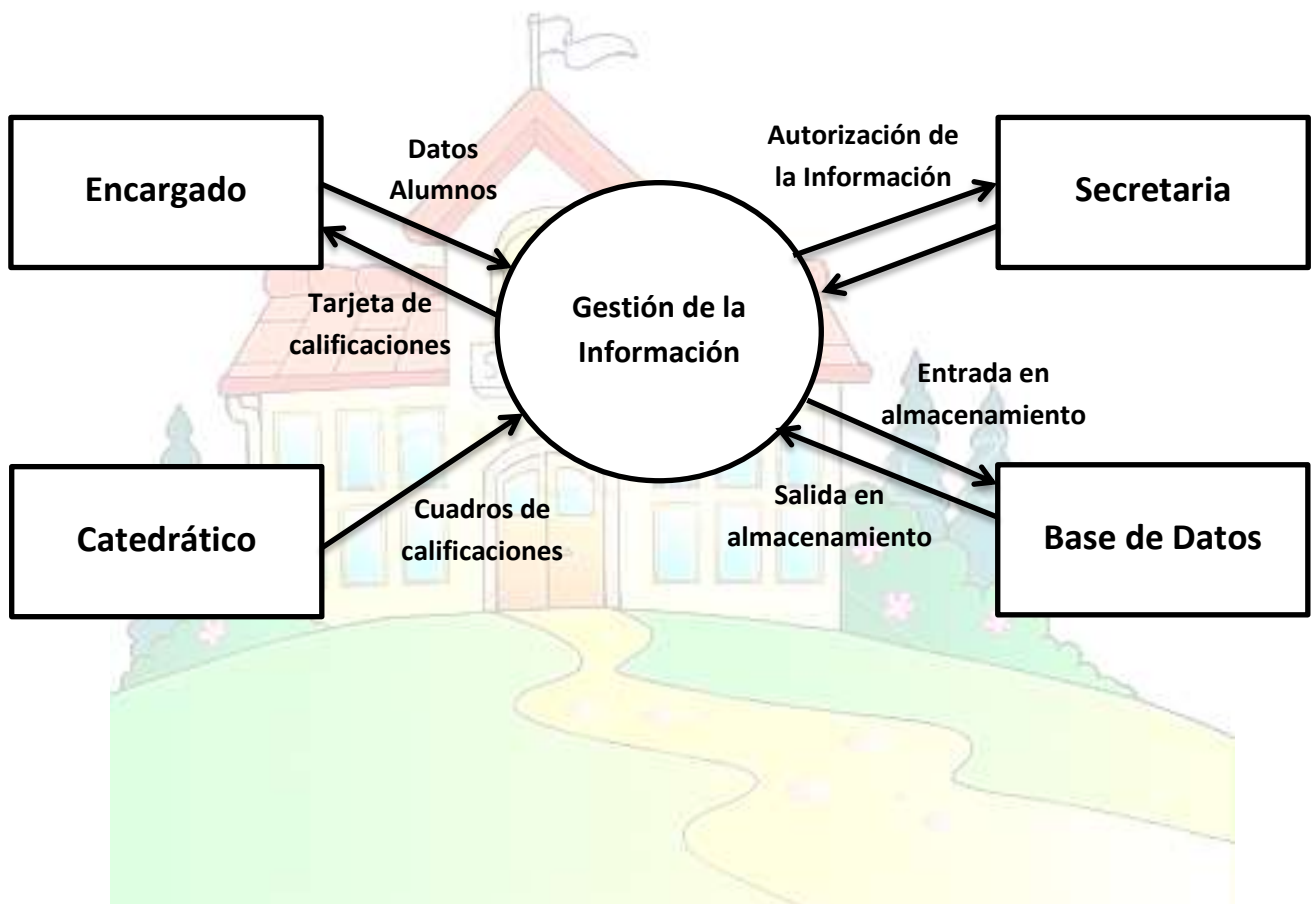 Encargado
Datos
Alumnos
Autorización de
la Información
Secretaria
Tarjeta de
calificaciones
Gestión de la
Información
Entrada en
almacenamiento
Catedrático
Cuadros de
calificaciones
Salida en
almacenamiento
Base de Datos